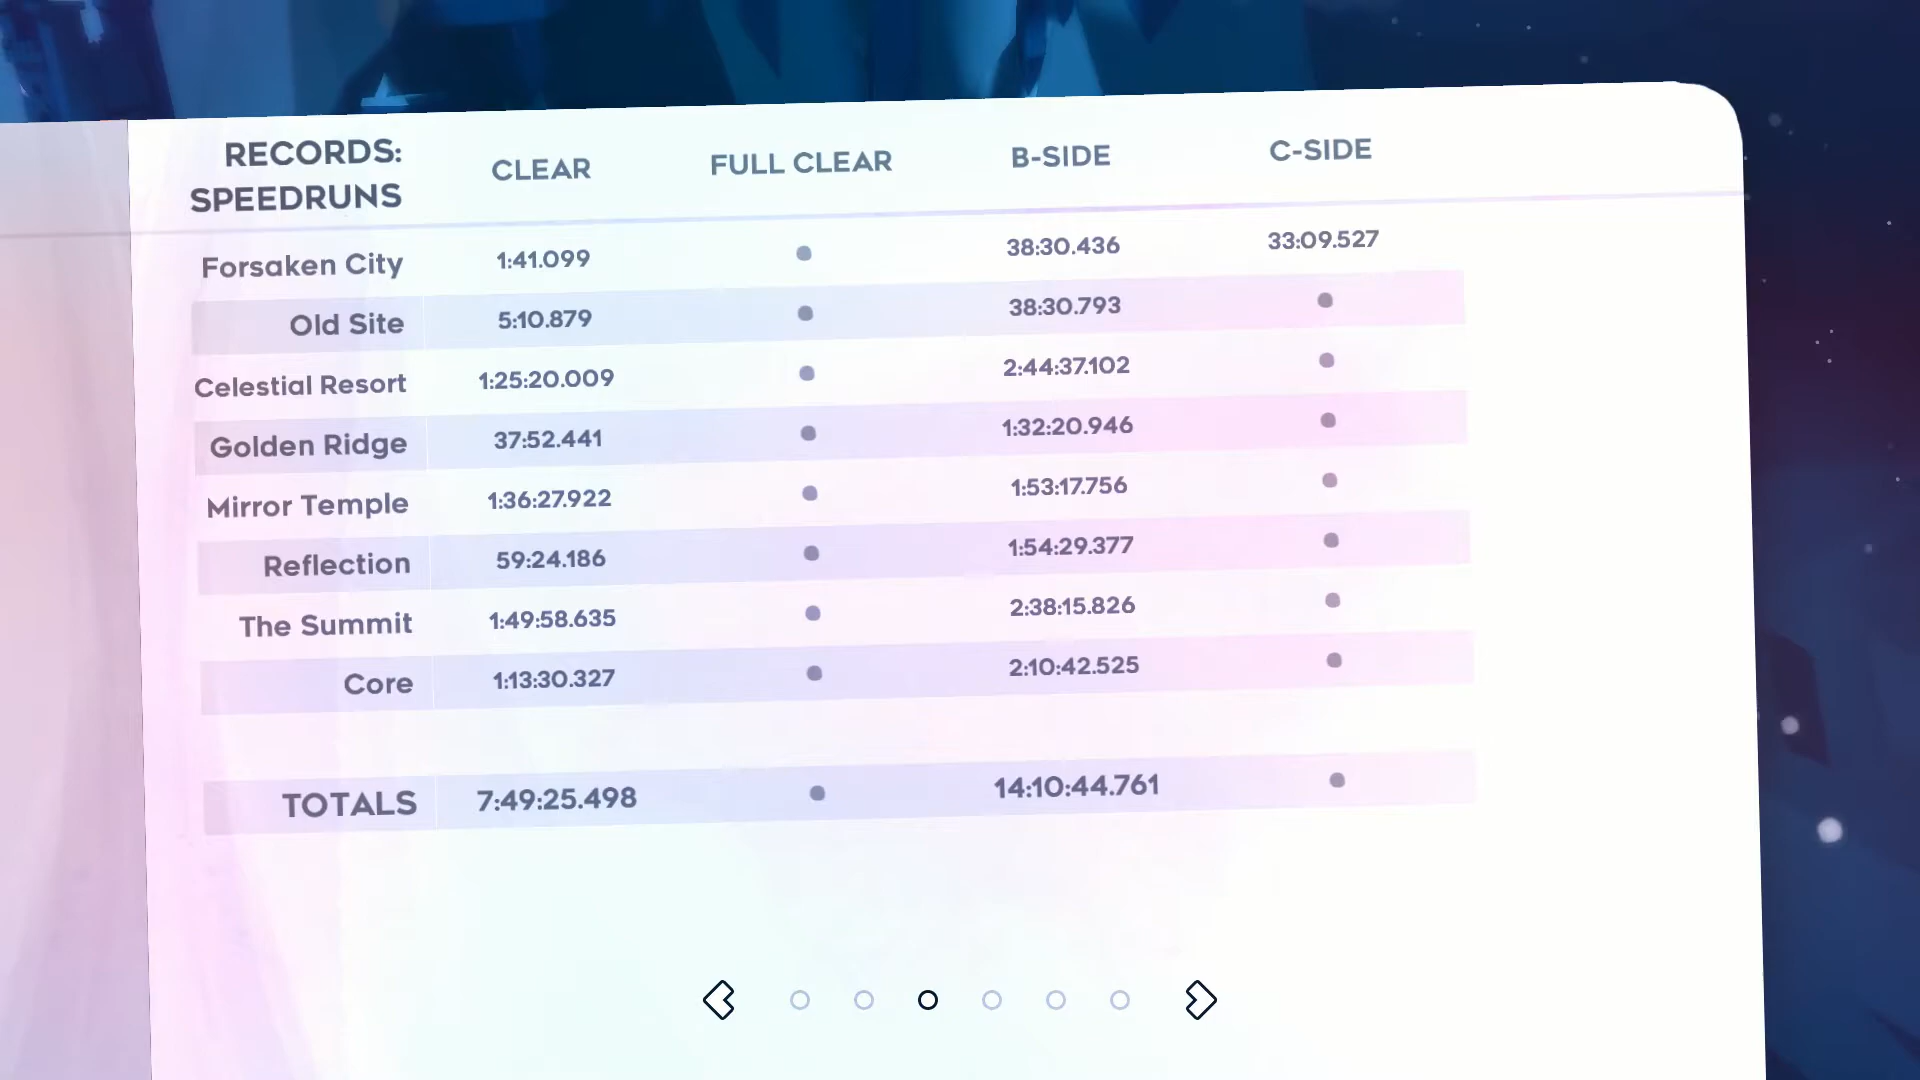 RECORDS:
SPEEDRUNS
CLEAR FULL CLEAR B-SIDE C-SIDE
Forsaken City 1:41.099 38:30.436 33:09.527
Old Site 5:10.879 38:30.793
Celestial Resort 1:25:20.009 2:44:37.102
Golden Ridge 37:52.441 1:32:20.946
Mirror Temple 1:36:27.922 1:53:17.756
Reflection 59:24.186 1:54:29.377
The Summit 1:49:58.635 2:38:15.826
Core 1:13:30.327 2:10:42.525
TOTALS 7:49:25.498 14:10:44.761